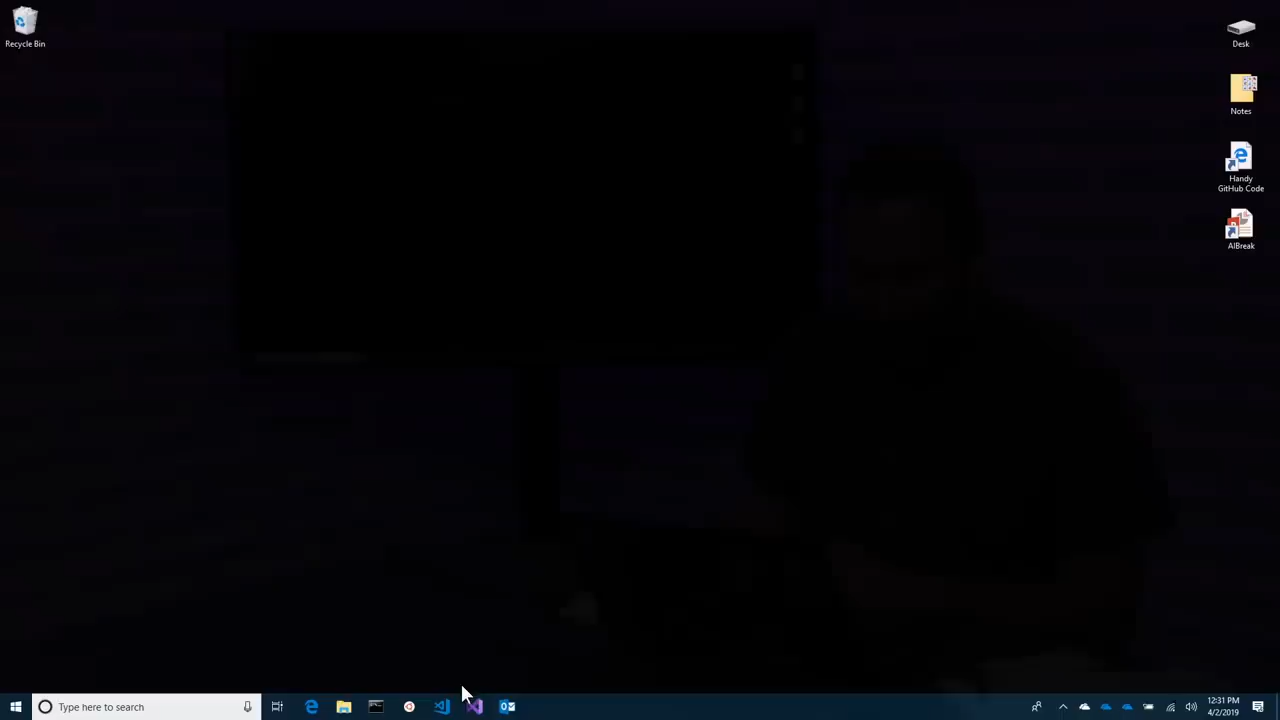 Recycle Bin
Desk
Notes
Handy
GitHub Code
AIBreak
Type here to search
12:31 PM
4/2/2019